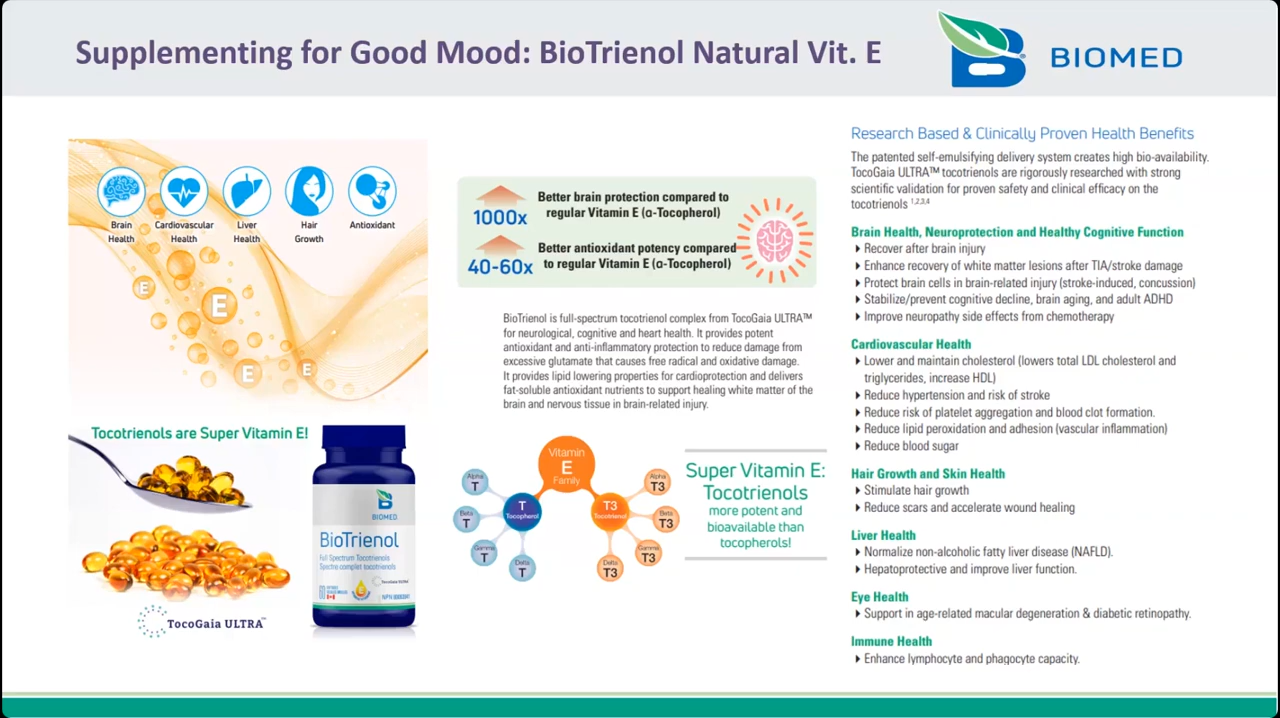 Supplementing for Good Mood: BioTrienol Natural Vit. E
BIOMED
Brain
Health
Cardiovascular
Health
Liver
Health
Hair
Growth
Antioxidant
E
E
E
E
Tocotrienols are Super Vitamin E!
BIOMED
BioTrienol
Full Spectrum Tocotrienols
Spectre complet tocotriénols
TocoGaia ULTRA™
1000x
Better brain protection compared to
regular Vitamin E (α-Tocopherol)
40-60x
Better antioxidant potency compared
to regular Vitamin E (α-Tocopherol)
BioTrienol is full-spectrum tocotrienol complex from TocoGaia ULTRA™
for neurological, cognitive and heart health. It provides potent
antioxidant and anti-inflammatory protection to reduce damage from
excessive glutamate that causes free radical and oxidative damage.
It provides lipid lowering properties for cardioprotection and delivers
fat-soluble antioxidant nutrients to support healing white matter of the
brain and nervous tissue in brain-related injury.
Vitamin
E
Family
T
Tocopherol
T3
Tocotrienol
Alpha
T
Beta
T
Gamma
T
Delta
T
Alpha
T3
Beta
T3
Gamma
T3
Delta
T3
Super Vitamin E:
Tocotrienols
more potent and
bioavailable than
tocopherols!
Research Based & Clinically Proven Health Benefits
The patented self-emulsifying delivery system creates high bio-availability.
TocoGaia ULTRA™ tocotrienols are rigorously researched with strong
scientific validation for proven safety and clinical efficacy on the
tocotrienols 1,2,3,4
Brain Health, Neuroprotection and Healthy Cognitive Function
Recover after brain injury
Enhance recovery of white matter lesions after TIA/stroke damage
Protect brain cells in brain-related injury (stroke-induced, concussion)
Stabilize/prevent cognitive decline, brain aging, and adult ADHD
Improve neuropathy side effects from chemotherapy
Cardiovascular Health
Lower and maintain cholesterol (lowers total LDL cholesterol and
triglycerides, increase HDL)
Reduce hypertension and risk of stroke
Reduce risk of platelet aggregation and blood clot formation.
Reduce lipid peroxidation and adhesion (vascular inflammation)
Reduce blood sugar
Hair Growth and Skin Health
Stimulate hair growth
Reduce scars and accelerate wound healing
Liver Health
Normalize non-alcoholic fatty liver disease (NAFLD).
Hepatoprotective and improve liver function.
Eye Health
Support in age-related macular degeneration & diabetic retinopathy.
Immune Health
Enhance lymphocyte and phagocyte capacity.